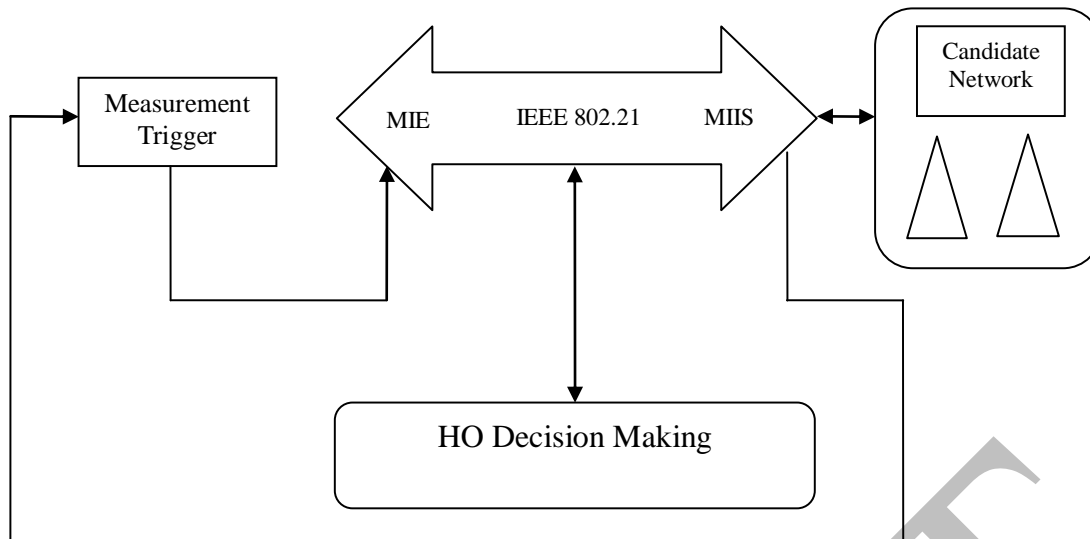 Measurement
Trigger
MIE
IEEE 802.21
MIIS
Candidate
Network
HO Decision Making